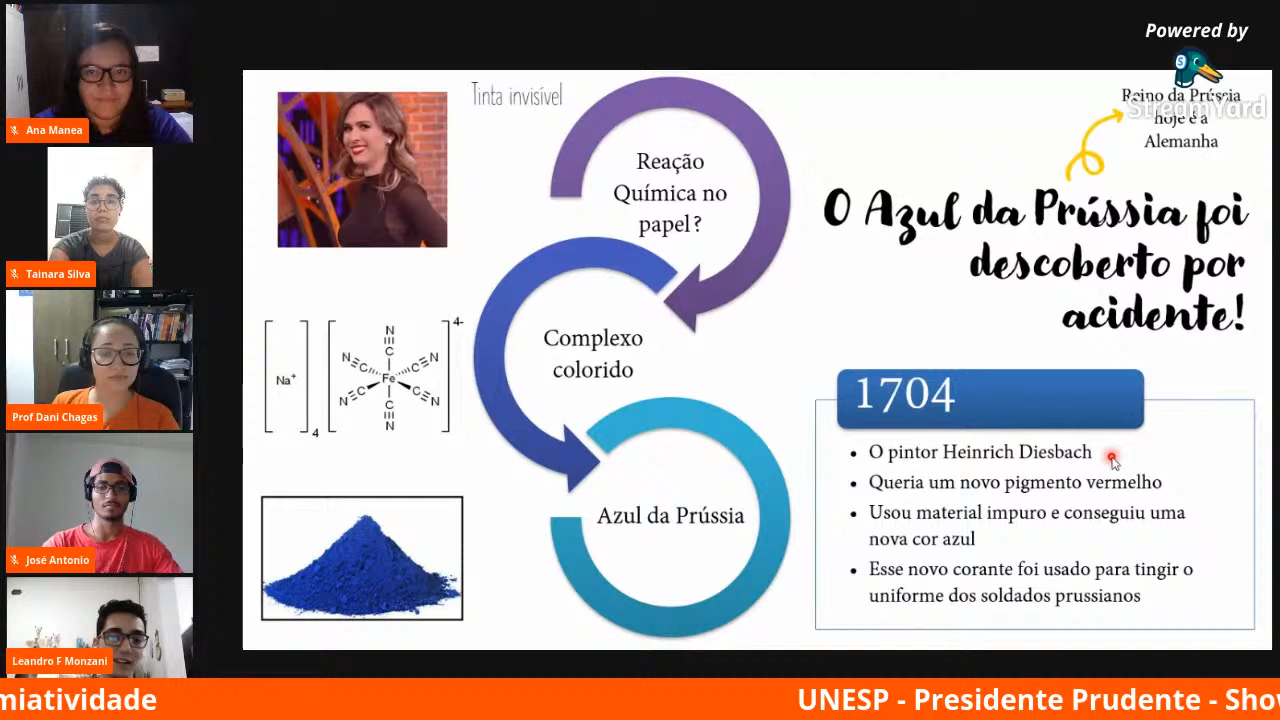 Powered by
StreamYard
Ana Manea
Tainara Silva
Prof Dani Chagas
José Antonio
Leandro F Monzani
Tinta invisível
Reação
Química no
papel?
Complexo
colorido
Azul da Prússia
Na⁺
4
4-
Fe
C
N
C
N
C
N
C
N
C
N
C
N
Reino da Prússia
hoje é a
Alemanha
O Azul da Prússia foi
descoberto por
acidente!
1704
• O pintor Heinrich Diesbach
• Queria um novo pigmento vermelho
• Usou material impuro e conseguiu uma
nova cor azul
• Esse novo corante foi usado para tingir o
uniforme dos soldados prussianos
miatividade
UNESP - Presidente Prudente - Show